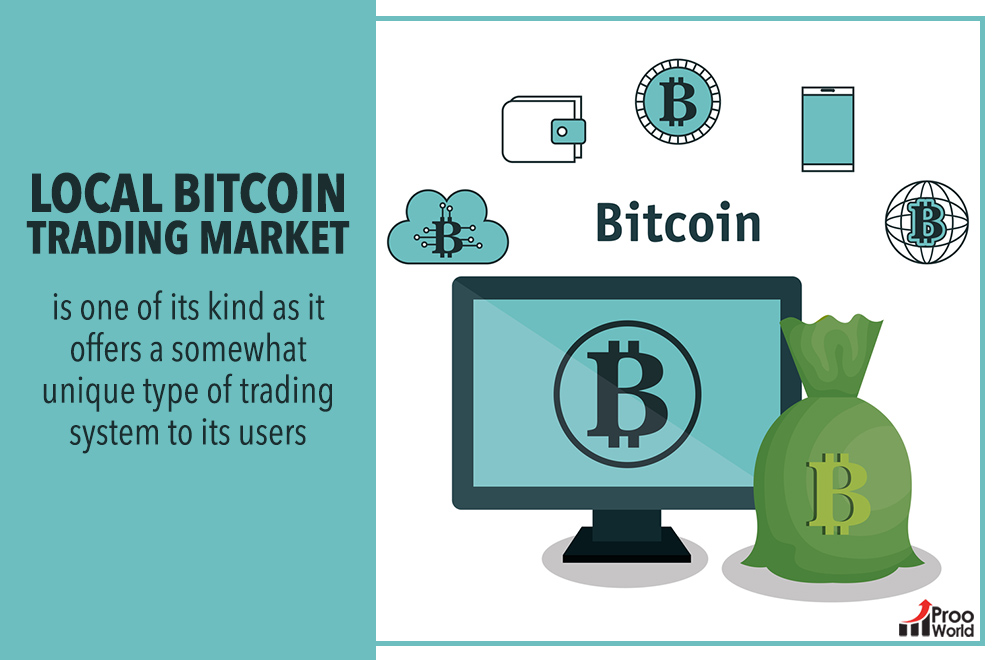 LOCAL BITCOIN
TRADING MARKET
is one of its kind as it
offers a somewhat
unique type of trading
system to its users
Bitcoin
Proo
World